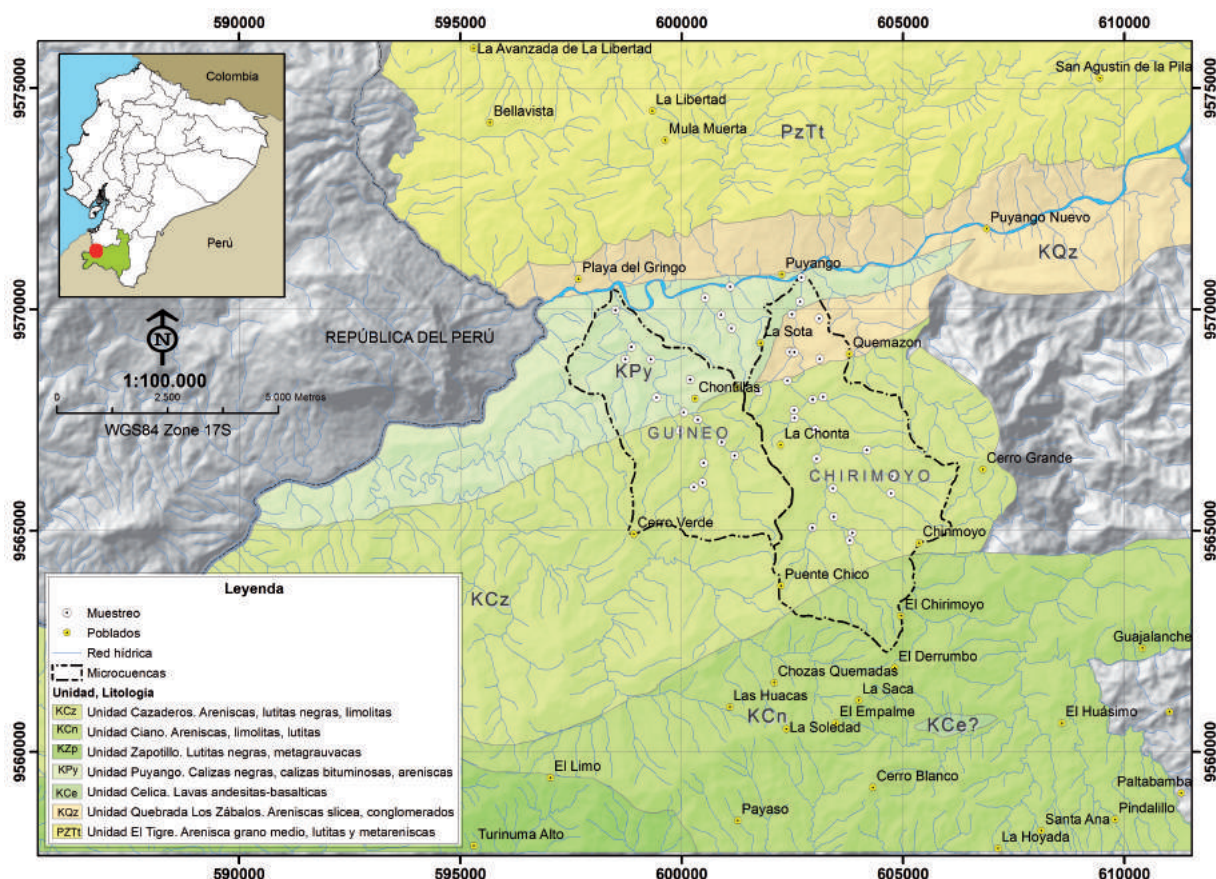 590000 595000 600000 605000 610000
9575000
9570000
9565000
9560000
9575000
9570000
9565000
9560000
Colombia
Perú
La Avanzada de La Libertad
San Agustin de la Pila
Bellavista
La Libertad
Mula Muerta
PzTt
Puyango Nuevo
KQz
Playa del Gringo
Puyango
REPÚBLICA DEL PERÚ
N
1:100.000
0 2.500 5.000 Metros
WGS84 Zone 17S
La Sota
Quemazon
KPy
Chontillas
GUINEO
La Chonta
CHIRIMOYO
Cerro Grande
Cerro Verde
Chirimoyo
Puente Chico
KCz
El Chirimoyo
Guajalanche
El Derrumbo
Chozas Quemadas
La Saca
Las Huacas
El Empalme
KCn
La Soledad
KCe?
El Huásimo
El Limo
Cerro Blanco
Paltabamba
Payaso
Pindalillo
Santa Ana
Turinuma Alto
La Hoyada
Leyenda
Muestreo
Poblados
Red hídrica
Microcuencas
Unidad, Litología
KCz Unidad Cazaderos. Areniscas, lutitas negras, limolitas
KCn Unidad Ciano. Areniscas, limolitas, lutitas
KZp Unidad Zapotillo. Lutitas negras, metagrauvacas
KPy Unidad Puyango. Calizas negras, calizas bituminosas, areniscas
KCe Unidad Celica. Lavas andesitas-basalticas
KQz Unidad Quebrada Los Zábalos. Areniscas slicea, conglomerados
PZTt Unidad El Tigre. Arenisca grano medio, lutitas y metareniscas
590000 595000 600000 605000 610000